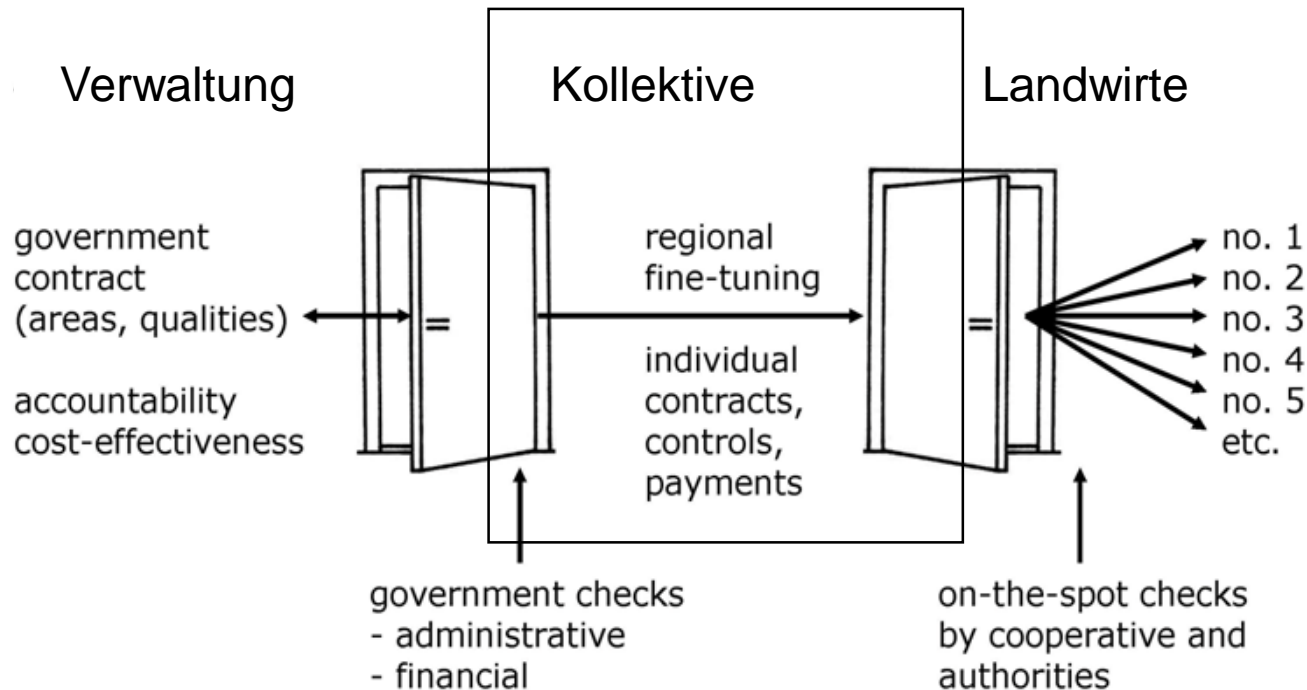 Verwaltung
Kollektive
Landwirte
government
contract
(areas, qualities)
accountability
cost-effectiveness
regional
fine-tuning
individual
contracts,
controls,
payments
no. 1
no. 2
no. 3
no. 4
no. 5
etc.
government checks
- administrative
- financial
on-the-spot checks
by cooperative and
authorities